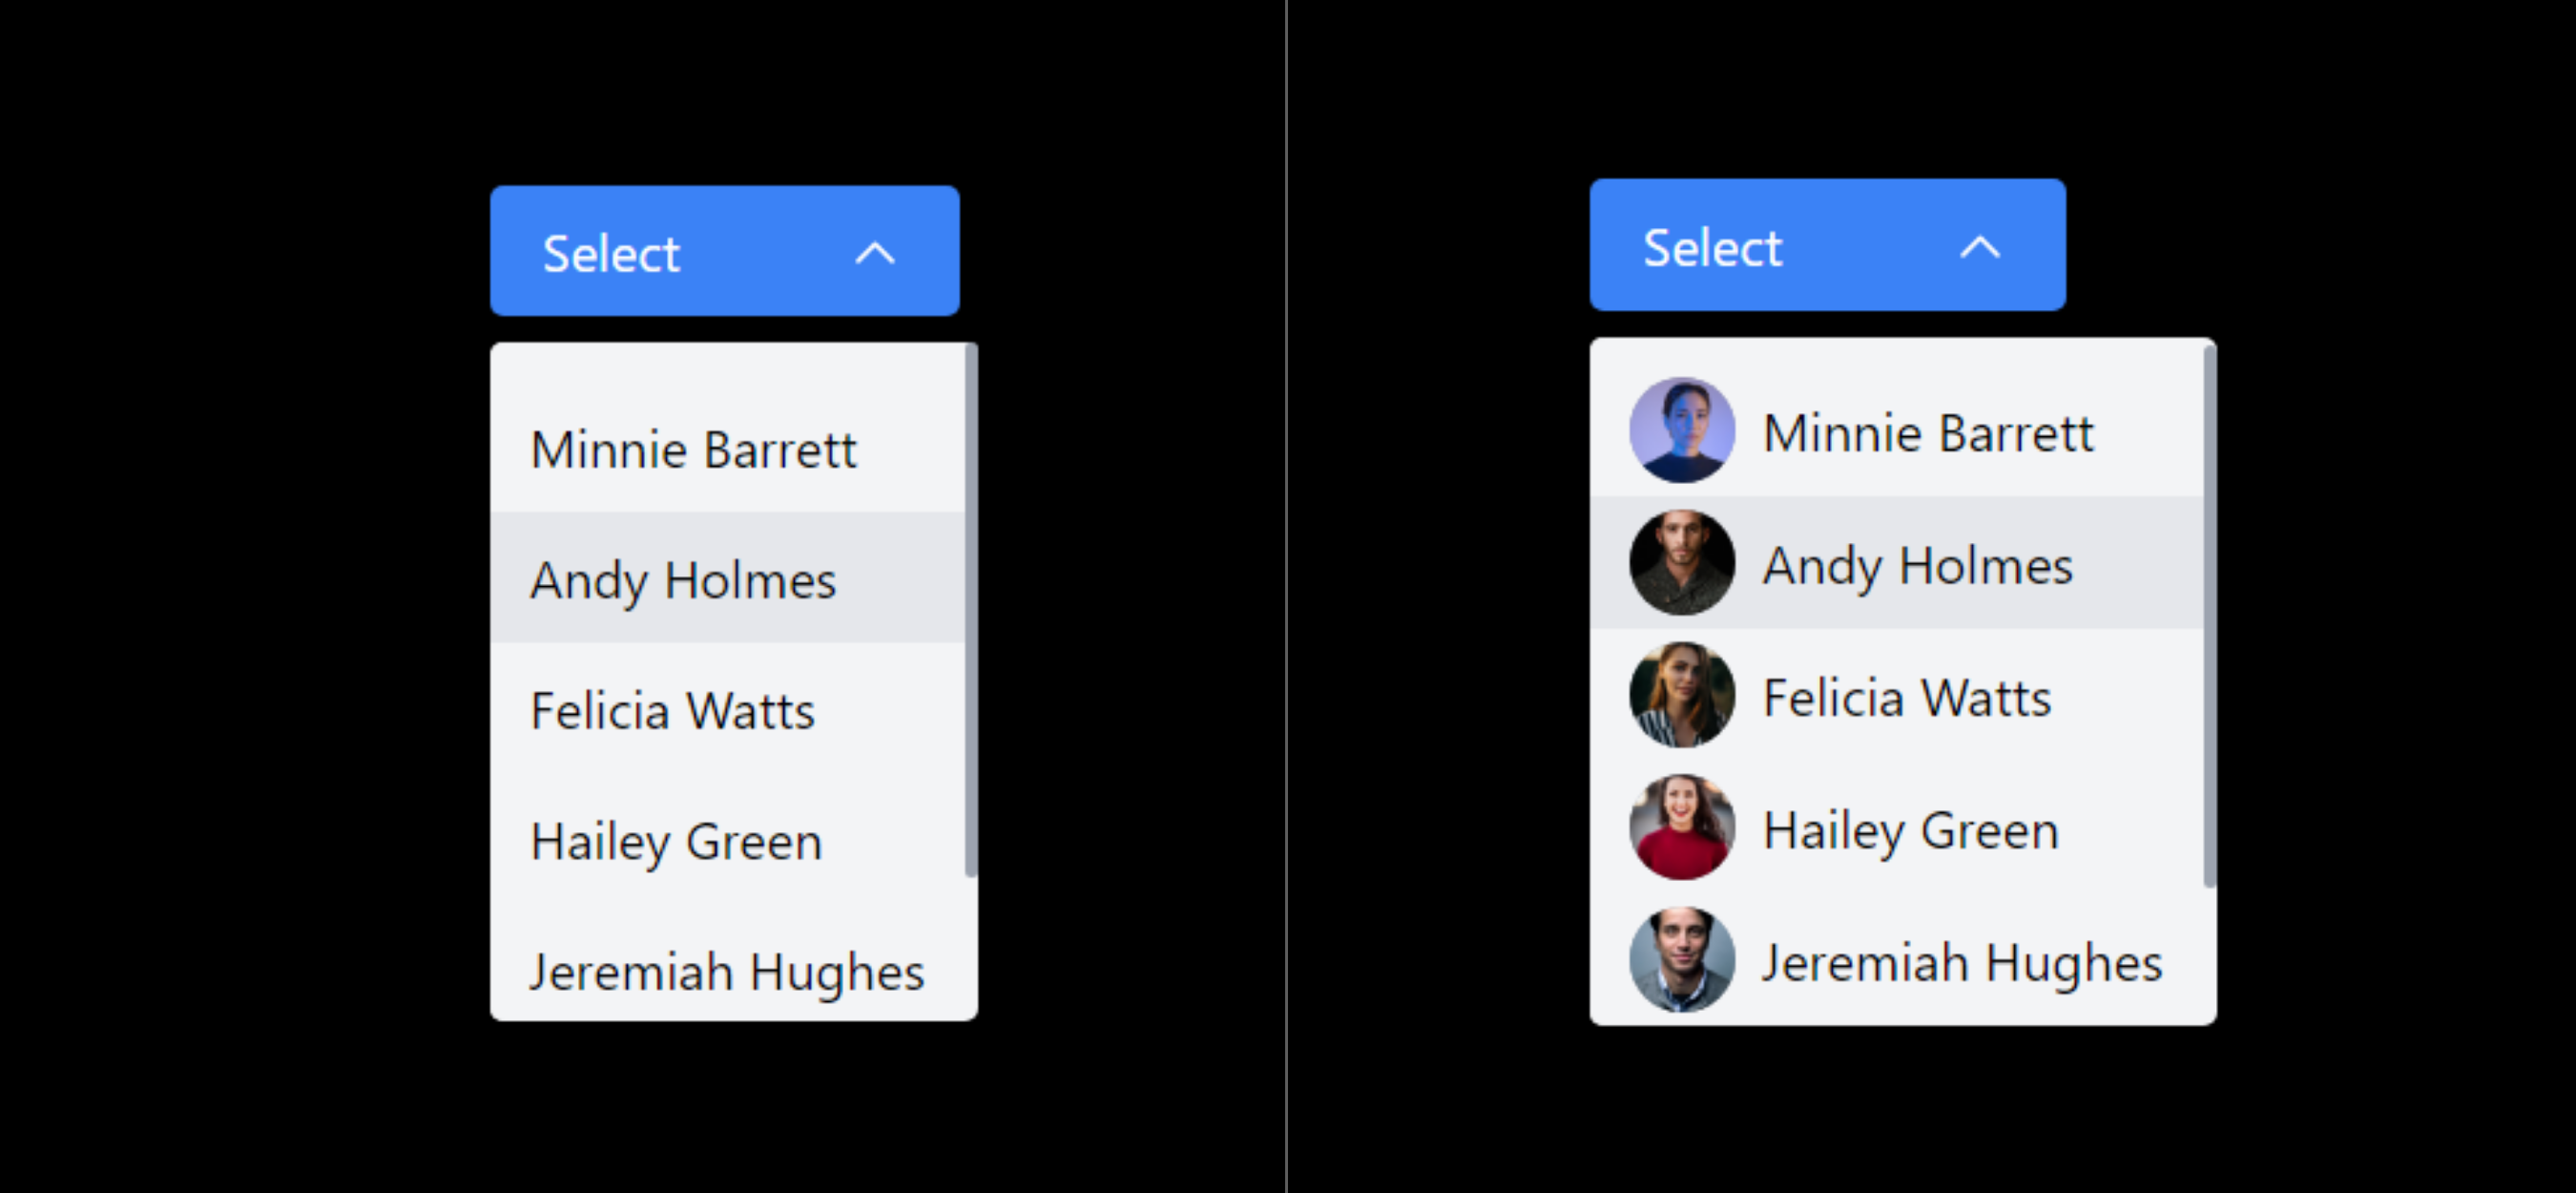 Select
Minnie Barrett
Andy Holmes
Felicia Watts
Hailey Green
Jeremiah Hughes
Select
Minnie Barrett
Andy Holmes
Felicia Watts
Hailey Green
Jeremiah Hughes